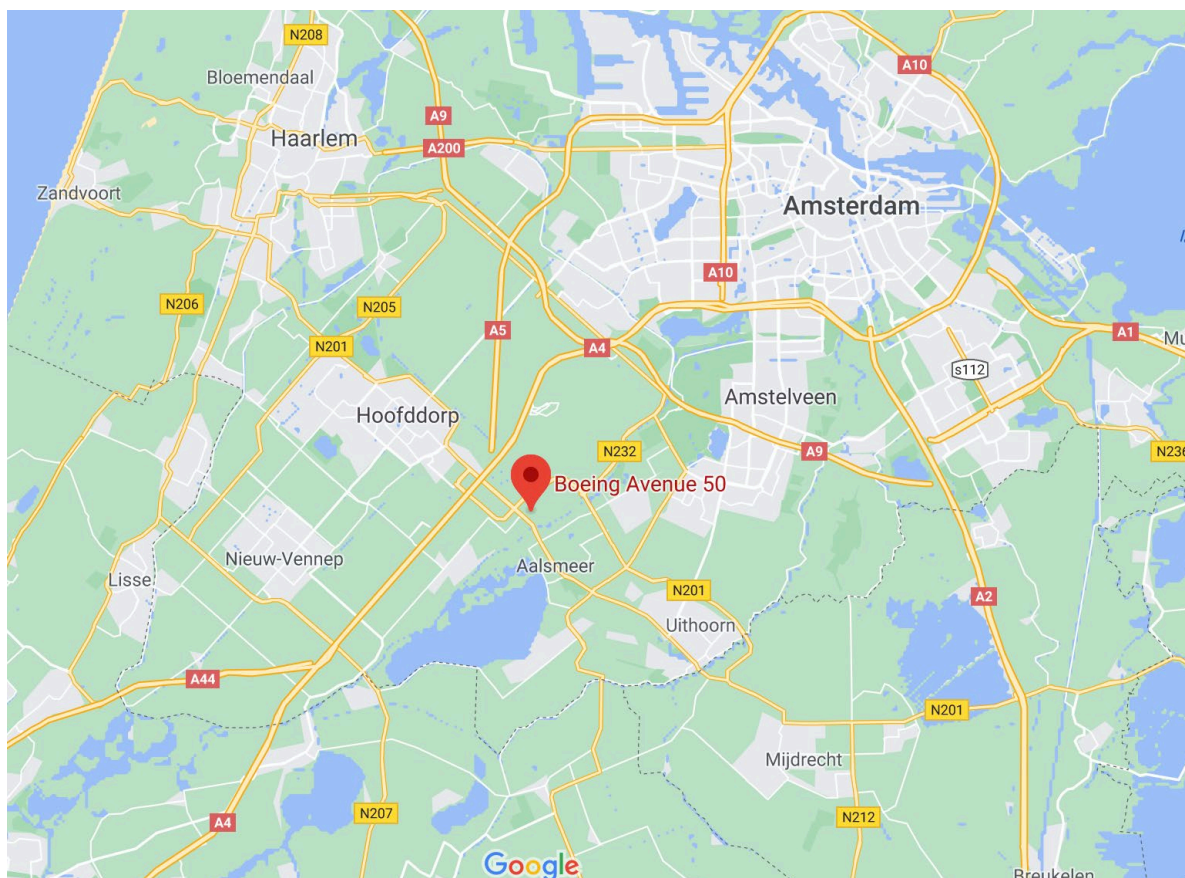 N208
A10
Bloemendaal
A9
Haarlem
A200
Zandvoort
Amsterdam
A10
N206
N205
A5
A1
N201
A4
Mu
s112
Amstelveen
Hoofddorp
N232
A9
N236
Boeing Avenue 50
Nieuw-Vennep
Aalsmeer
Lisse
N201
A2
Uithoorn
A44
N201
Mijdrecht
N207
N212
A4
Google
Breukelen